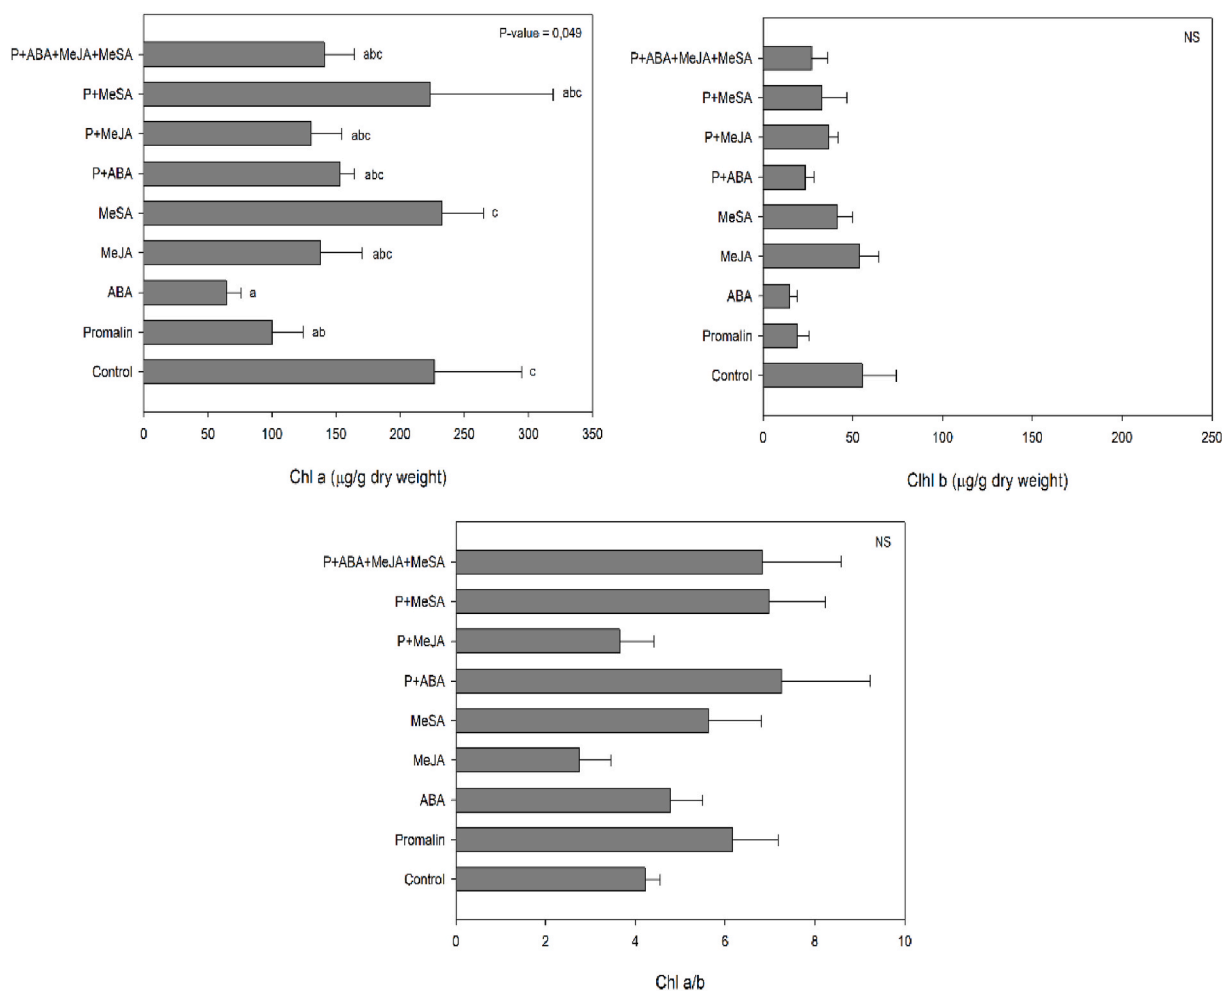 P-value = 0,049
P+ABA+MeJA+MeSA
abc
P+MeSA
abc
P+MeJA
abc
P+ABA
abc
MeSA
c
MeJA
abc
ABA
a
Promalin
ab
Control
c
0 50 100 150 200 250 300 350
Chl a (µg/g dry weight)
NS
P+ABA+MeJA+MeSA
P+MeSA
P+MeJA
P+ABA
MeSA
MeJA
ABA
Promalin
Control
0 50 100 150 200 250
Clhl b (µg/g dry weight)
NS
P+ABA+MeJA+MeSA
P+MeSA
P+MeJA
P+ABA
MeSA
MeJA
ABA
Promalin
Control
0 2 4 6 8 10
Chl a/b